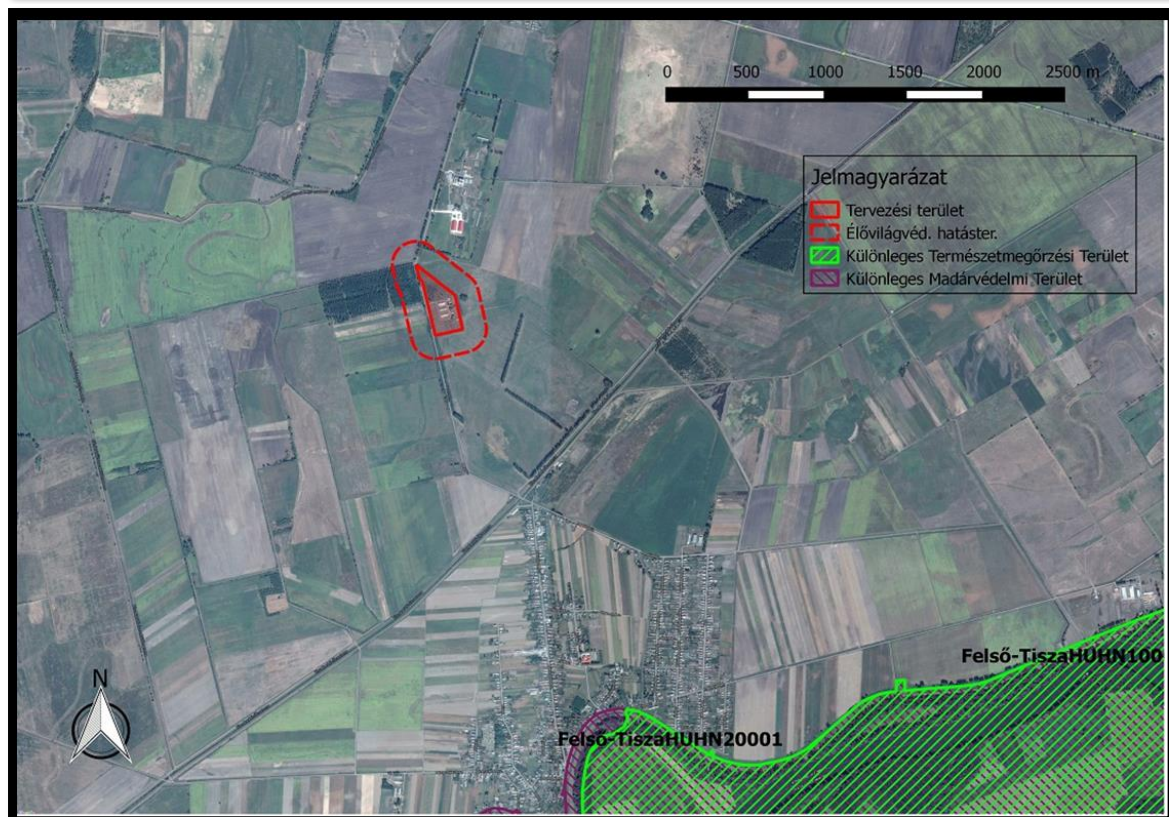 0 500 1000 1500 2000 2500 m
Jelmagyarázat
Tervezési terület
Élővilágvéd. hatáster.
Különleges Természetmegőrzési Terület
Különleges Madárvédelmi Terület
Felső-TiszaHUHN100
N
Felső-TiszaHUHN20001